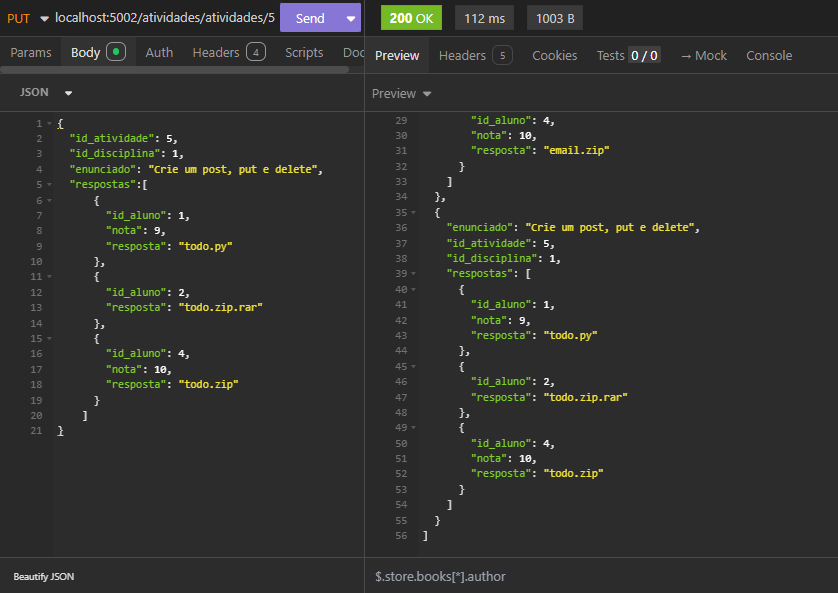 PUT localhost:5002/atividades/atividades/5 Send
200 OK 112 ms 1003 B
Params Body Auth Headers 4 Scripts Doc
Preview Headers 5 Cookies Tests 0 / 0 → Mock Console
JSON
Preview
1 {
2 "id_atividade": 5,
3 "id_disciplina": 1,
4 "enunciado": "Crie um post, put e delete",
5 "respostas":[
6 {
7 "id_aluno": 1,
8 "nota": 9,
9 "resposta": "todo.py"
10 },
11 {
12 "id_aluno": 2,
13 "resposta": "todo.zip.rar"
14 },
15 {
16 "id_aluno": 4,
17 "nota": 10,
18 "resposta": "todo.zip"
19 }
20 ]
21 }
29 "id_aluno": 4,
30 "nota": 10,
31 "resposta": "email.zip"
32 }
33 ]
34 },
35 {
36 "enunciado": "Crie um post, put e delete",
37 "id_atividade": 5,
38 "id_disciplina": 1,
39 "respostas": [
40 {
41 "id_aluno": 1,
42 "nota": 9,
43 "resposta": "todo.py"
44 },
45 {
46 "id_aluno": 2,
47 "resposta": "todo.zip.rar"
48 },
49 {
50 "id_aluno": 4,
51 "nota": 10,
52 "resposta": "todo.zip"
53 }
54 ]
55 }
56 ]
Beautify JSON
$.store.books[*].author